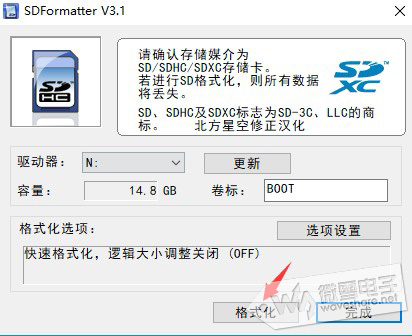 SDFormatter V3.1
请确认存储媒介为
SD/SDHC/SDXC存储卡。
若进行SD格式化，则所有数据
将丢失。
SD、SDHC及SDXC标志为SD-3C、LLC的商
标。 北方星空修正汉化
SD
HC
SD
XC
TM
驱动器：
N:
更新
容量：
14.8 GB
卷标：
BOOT
格式化选项：
选项设置
快速格式化，逻辑大小调整关闭 (OFF)
格式化
完成
微雪电子
www.waveshare.net